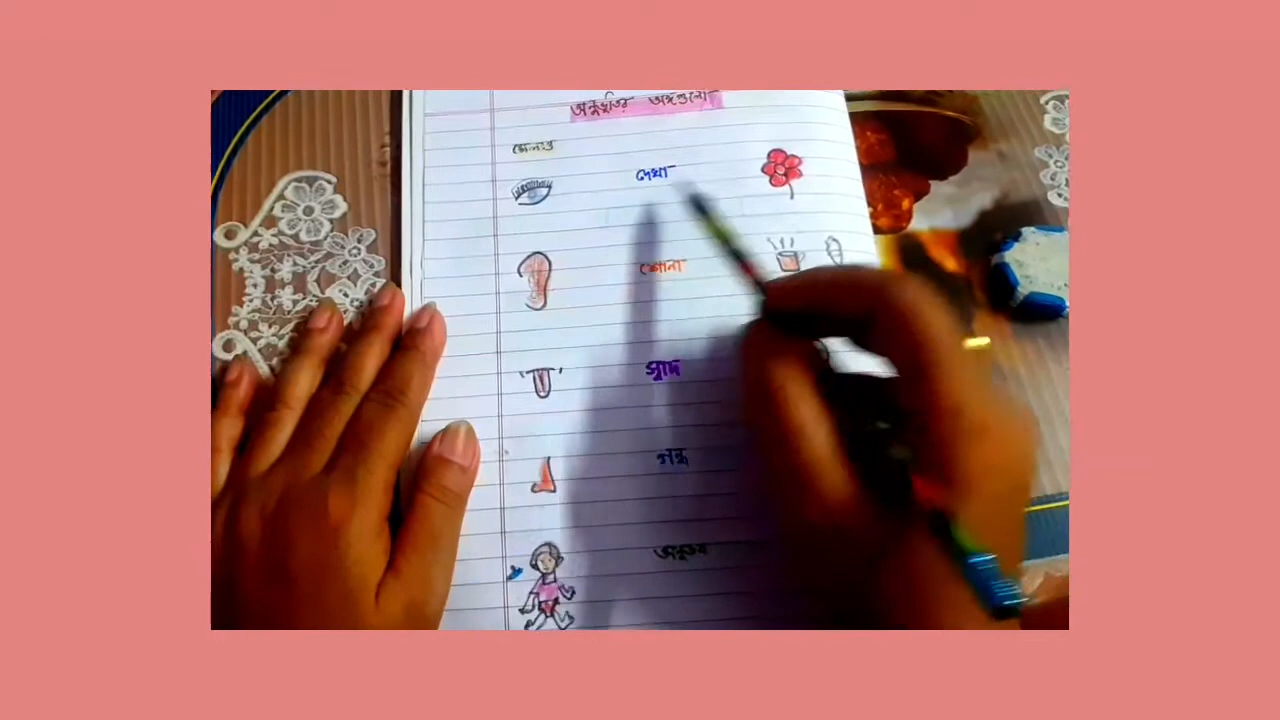 অনুভূতির অঙ্গগুলো
মেলাও
দেখা
শোনা
স্বাদ
গন্ধ
অনুভব